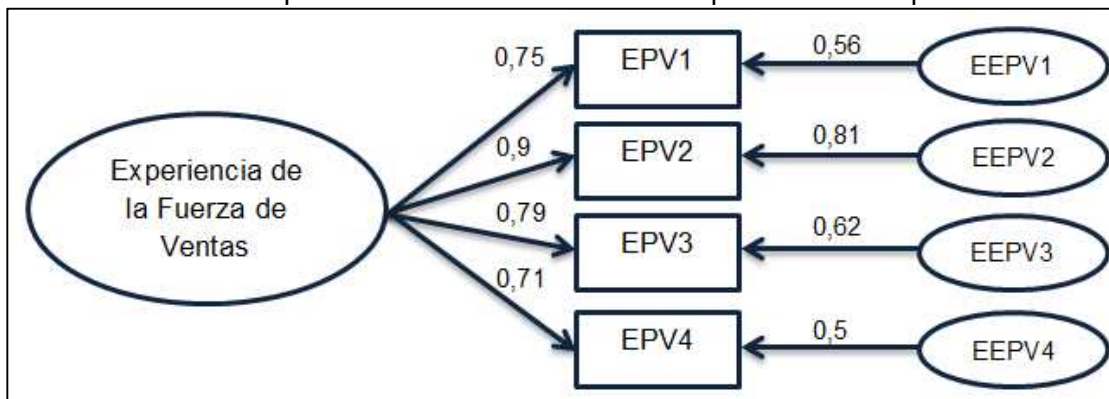 0,75
EPV1
0,56
EEPV1
Experiencia de
la Fuerza de
Ventas
0,9
EPV2
0,81
EEPV2
0,79
EPV3
0,62
EEPV3
0,71
EPV4
0,5
EEPV4